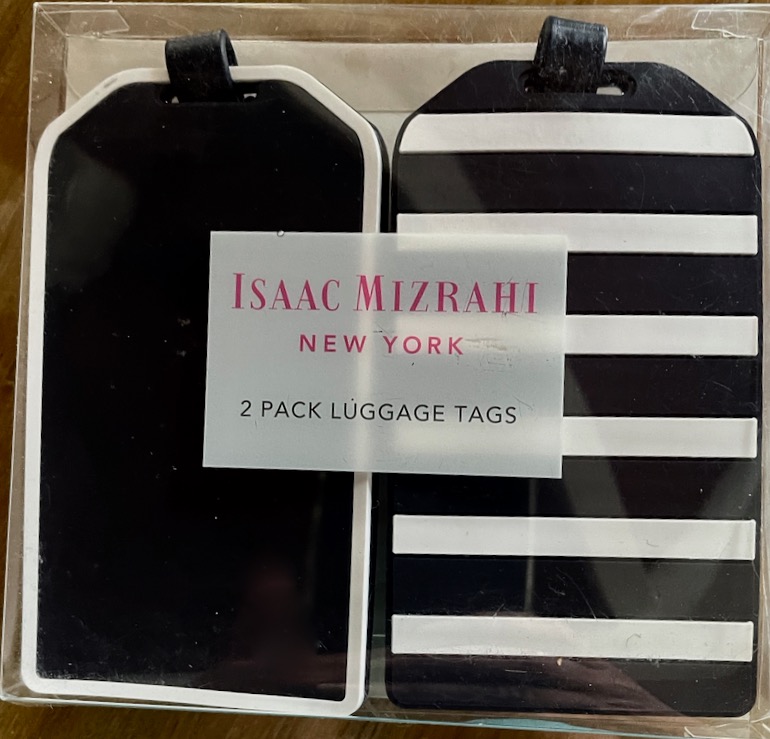 ISAAC MIZRAHI
NEW YORK
2 PACK LUGGAGE TAGS